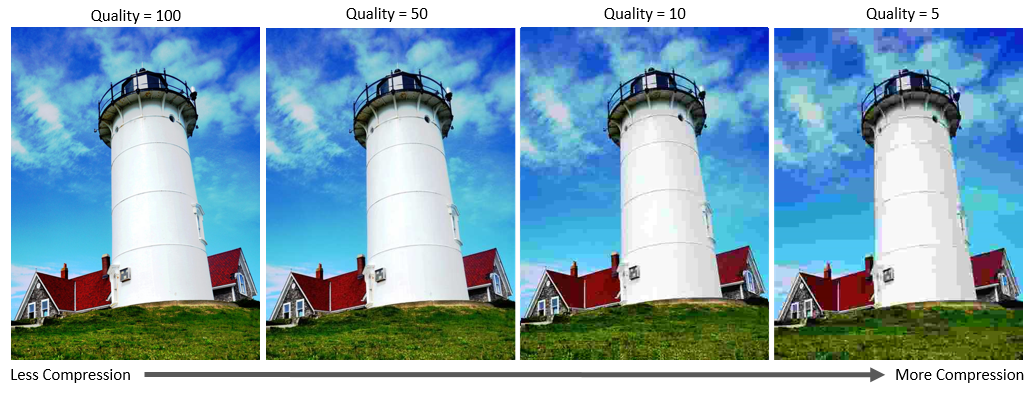 Quality = 100
Quality = 50
Quality = 10
Quality = 5
Less Compression
More Compression